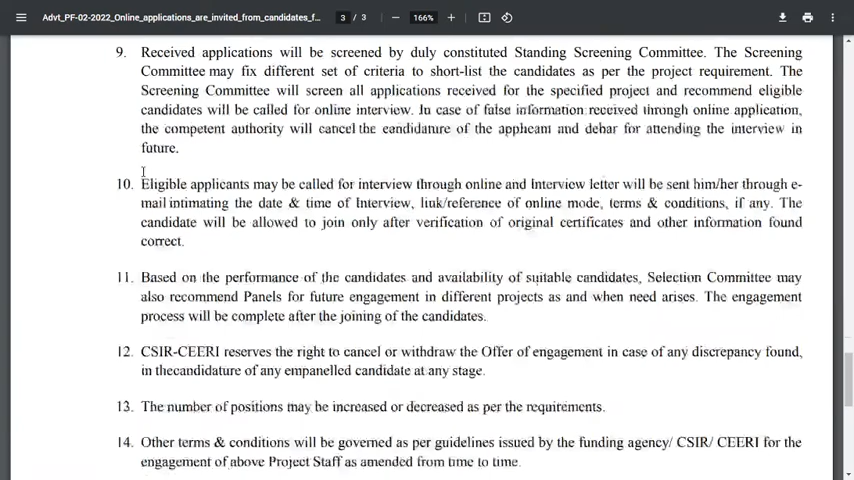 Advt_PF-02-2022_Online_applications_are_invited_from_candidates_f...
3 / 3
166%
9. Received applications will be screened by duly constituted Standing Screening Committee. The Screening
Committee may fix different set of criteria to short-list the candidates as per the project requirement. The
Screening Committee will screen all applications received for the specified project and recommend eligible
candidates will be called for online interview. In case of false information received through online application,
the competent authority will cancel the candidature of the applicant and debar for attending the interview in
future.
10. Eligible applicants may be called for interview through online and Interview letter will be sent him/her through e-
mail intimating the date & time of Interview, link/reference of online mode, terms & conditions, if any. The
candidate will be allowed to join only after verification of original certificates and other information found
correct.
11. Based on the performance of the candidates and availability of suitable candidates, Selection Committee may
also recommend Panels for future engagement in different projects as and when need arises. The engagement
process will be complete after the joining of the candidates.
12. CSIR-CEERI reserves the right to cancel or withdraw the Offer of engagement in case of any discrepancy found,
in thecandidature of any empanelled candidate at any stage.
13. The number of positions may be increased or decreased as per the requirements.
14. Other terms & conditions will be governed as per guidelines issued by the funding agency/ CSIR/ CEERI for the
engagement of above Project Staff as amended from time to time.